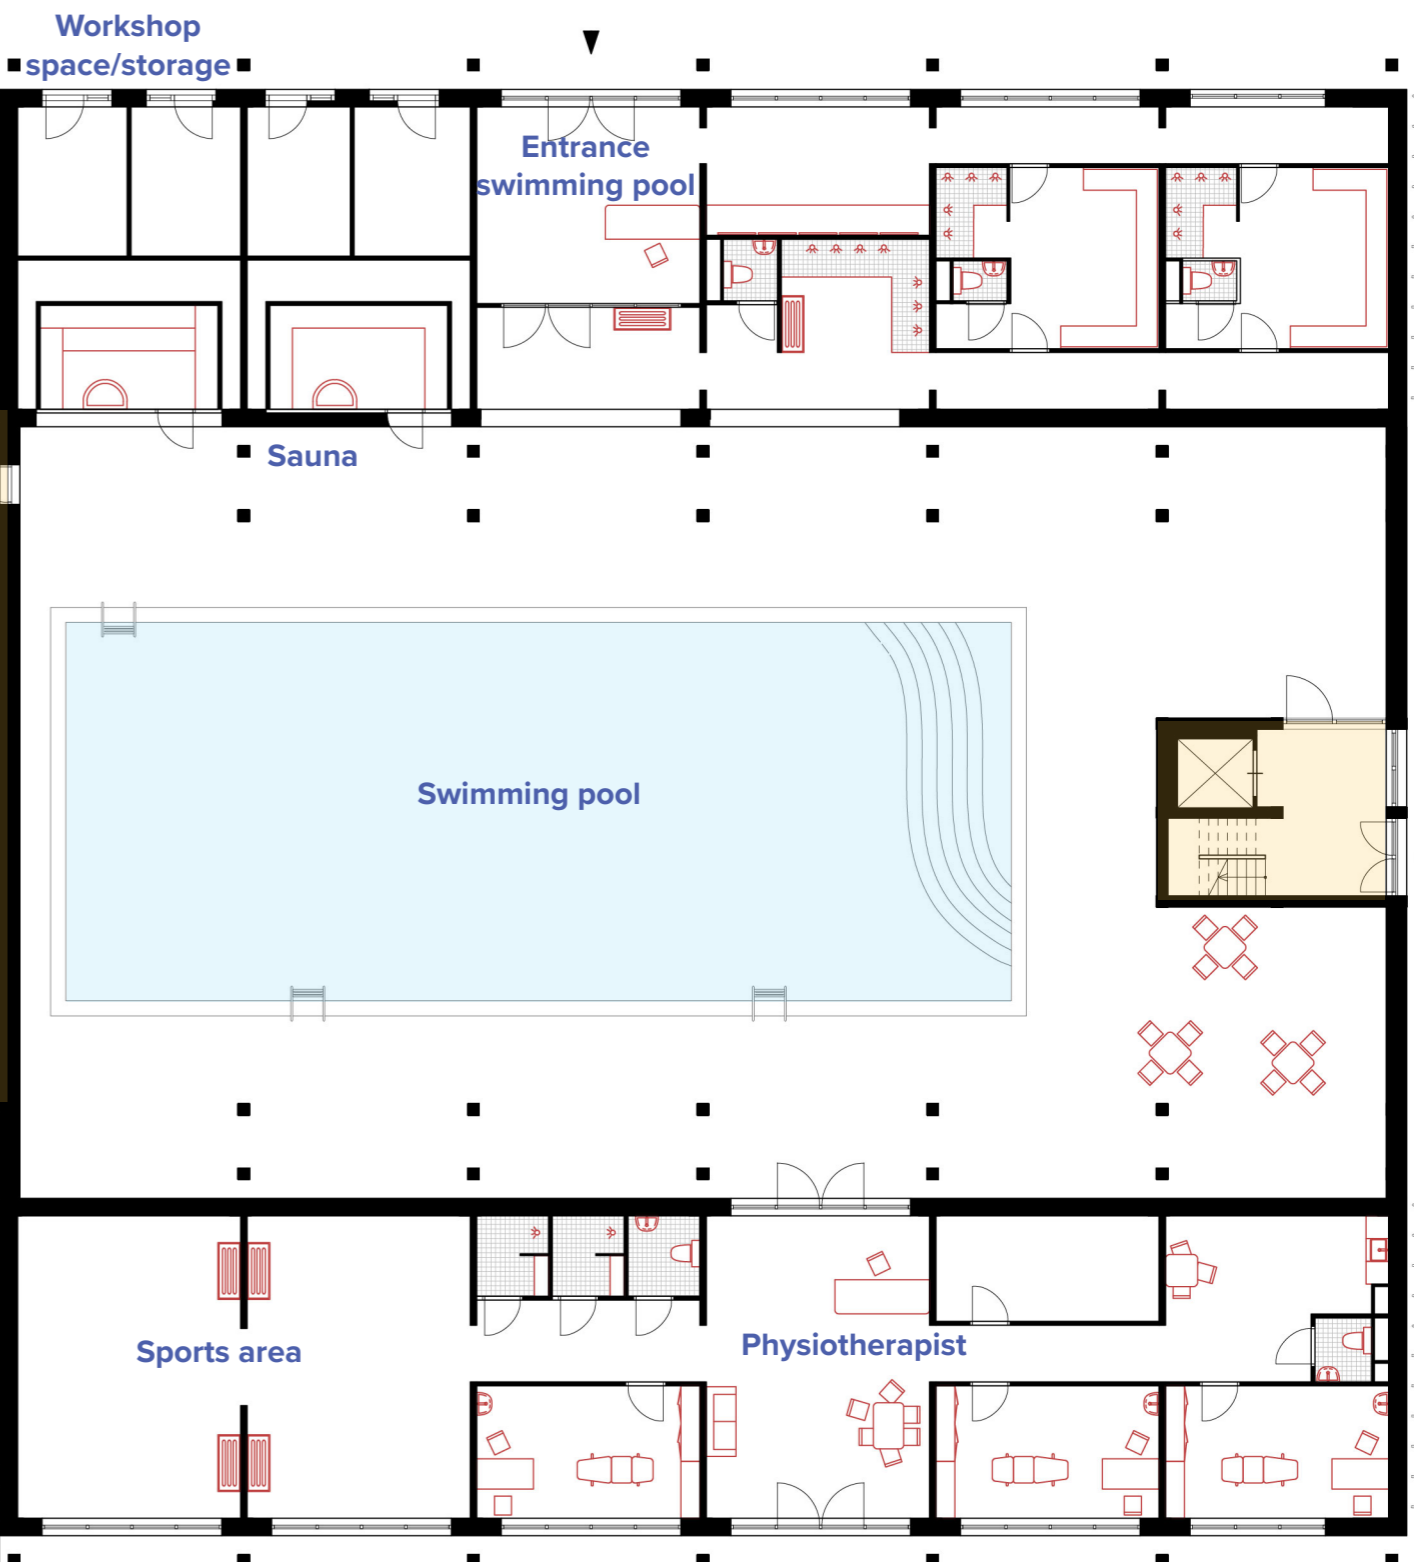 Workshop
space/storage
Entrance
swimming pool
Sauna
Swimming pool
Sports area
Physiotherapist